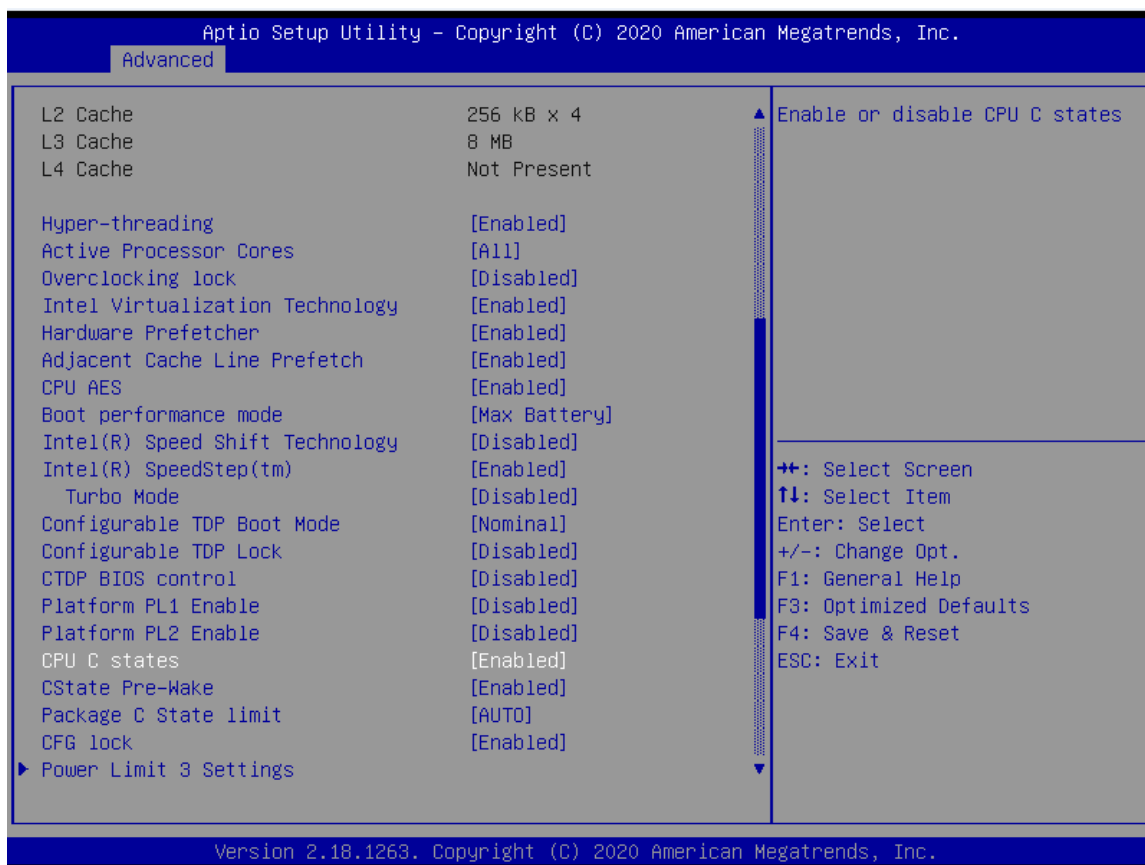 Aptio Setup Utility – Copyright (C) 2020 American Megatrends, Inc.
Advanced
L2 Cache 256 kB x 4
L3 Cache 8 MB
L4 Cache Not Present
Hyper-threading [Enabled]
Active Processor Cores [All]
Overclocking lock [Disabled]
Intel Virtualization Technology [Enabled]
Hardware Prefetcher [Enabled]
Adjacent Cache Line Prefetch [Enabled]
CPU AES [Enabled]
Boot performance mode [Max Battery]
Intel(R) Speed Shift Technology [Disabled]
Intel(R) SpeedStep(tm) [Enabled]
Turbo Mode [Disabled]
Configurable TDP Boot Mode [Nominal]
Configurable TDP Lock [Disabled]
CTDP BIOS control [Disabled]
Platform PL1 Enable [Disabled]
Platform PL2 Enable [Disabled]
CPU C states [Enabled]
CState Pre-Wake [Enabled]
Package C State limit [AUTO]
CFG lock [Enabled]
Power Limit 3 Settings
Enable or disable CPU C states
→←: Select Screen
↑↓: Select Item
Enter: Select
+/-: Change Opt.
F1: General Help
F3: Optimized Defaults
F4: Save & Reset
ESC: Exit
Version 2.18.1263. Copyright (C) 2020 American Megatrends, Inc.